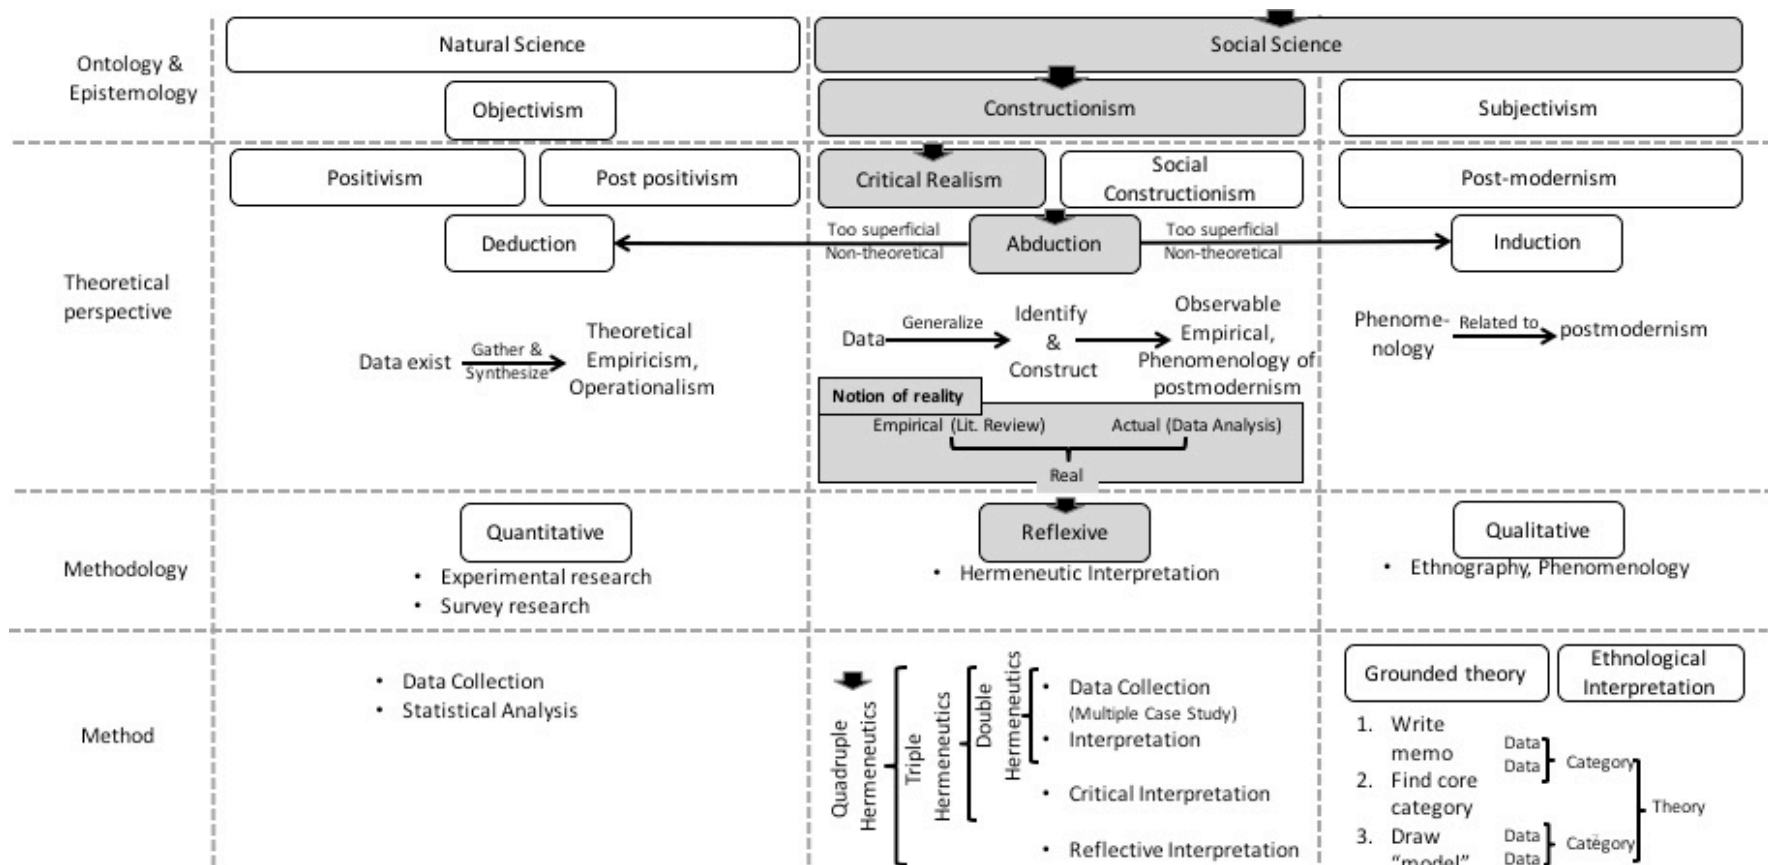 Ontology &
Epistemology
Natural Science
Social Science
Objectivism
Constructionism
Subjectivism
Theoretical
perspective
Positivism
Post positivism
Critical Realism
Social
Constructionism
Post-modernism
Deduction
Too superficial
Non-theoretical
Abduction
Too superficial
Non-theoretical
Induction
Data exist
Gather &
Synthesize
Theoretical
Empiricism,
Operationalism
Data
Generalize
Identify
&
Construct
Observable
Empirical,
Phenomenology of
postmodernism
Phenome-
nology
Related to
postmodernism
Notion of reality
Empirical (Lit. Review)
Actual (Data Analysis)
Real
Methodology
Quantitative
• Experimental research
• Survey research
Reflexive
• Hermeneutic Interpretation
Qualitative
• Ethnography, Phenomenology
Method
• Data Collection
• Statistical Analysis
Quadruple
Hermeneutics
Triple
Hermeneutics
Double
Hermeneutics
• Data Collection
(Multiple Case Study)
• Interpretation
• Critical Interpretation
• Reflective Interpretation
Grounded theory
Ethnological
Interpretation
1. Write
memo
2. Find core
category
3. Draw
"model"
Data
Data
Category
Data
Data
Category
Theory